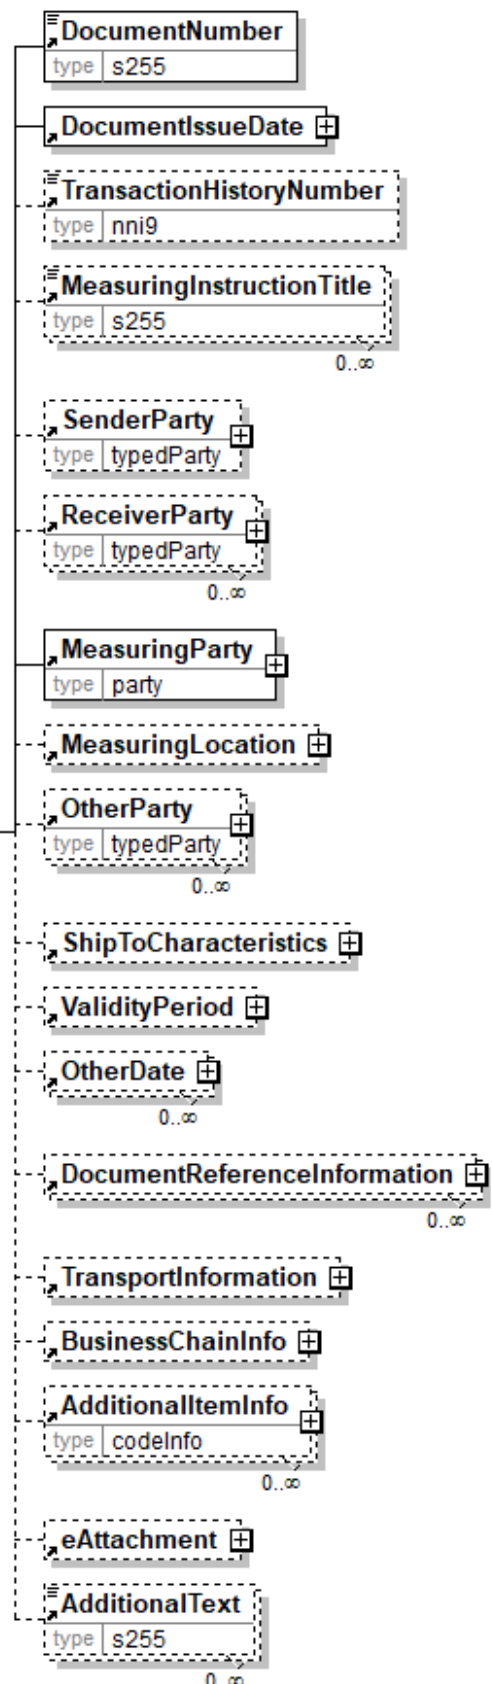 DocumentNumber
type s255
DocumentIssueDate
TransactionHistoryNumber
type nni9
MeasuringInstructionTitle
type s255
0..∞
SenderParty
type typedParty
ReceiverParty
type typedParty
0..∞
MeasuringParty
type party
MeasuringLocation
OtherParty
type typedParty
0..∞
ShipToCharacteristics
ValidityPeriod
OtherDate
0..∞
DocumentReferenceInformation
0..∞
TransportInformation
BusinessChainInfo
AdditionalItemInfo
type codeInfo
0..∞
eAttachment
AdditionalText
type s255
0..∞